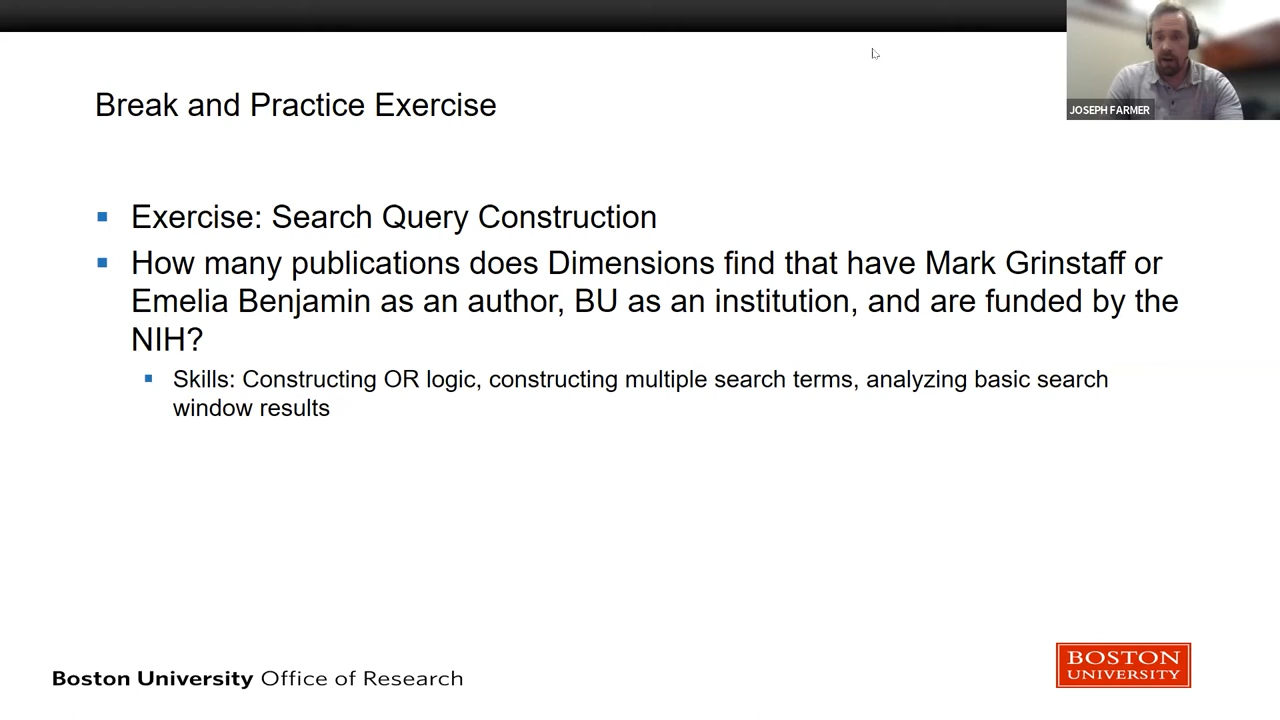 JOSEPH FARMER
Break and Practice Exercise
Exercise: Search Query Construction
How many publications does Dimensions find that have Mark Grinstaff or
Emelia Benjamin as an author, BU as an institution, and are funded by the
NIH?
Skills: Constructing OR logic, constructing multiple search terms, analyzing basic search
window results
Boston University Office of Research
BOSTON
UNIVERSITY